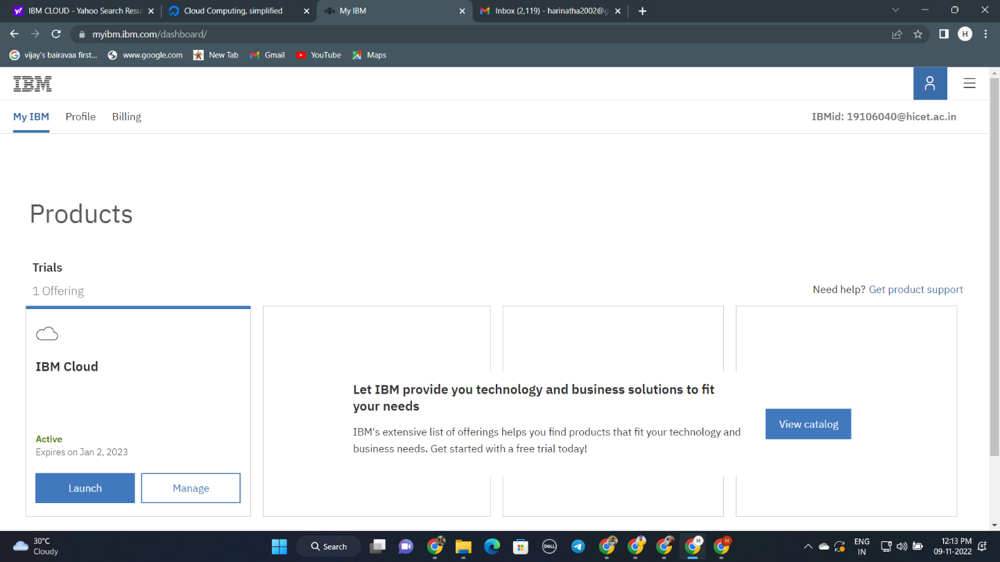 IBM CLOUD - Yahoo Search Resu
Cloud Computing, simplified
My IBM
Inbox (2,119) - harinatha2002@g
myibm.ibm.com/dashboard/
H
vijay's bairavaa first...
www.google.com
New Tab
Gmail
YouTube
Maps
IBM
My IBM
Profile
Billing
IBMid: 19106040@hicet.ac.in
Products
Trials
1 Offering
Need help? Get product support
IBM Cloud
Active
Expires on Jan 2, 2023
Launch
Manage
Let IBM provide you technology and business solutions to fit
your needs
IBM's extensive list of offerings helps you find products that fit your technology and
business needs. Get started with a free trial today!
View catalog
30°C
Cloudy
Search
DELL
H
H
ENG
IN
12:13 PM
09-11-2022